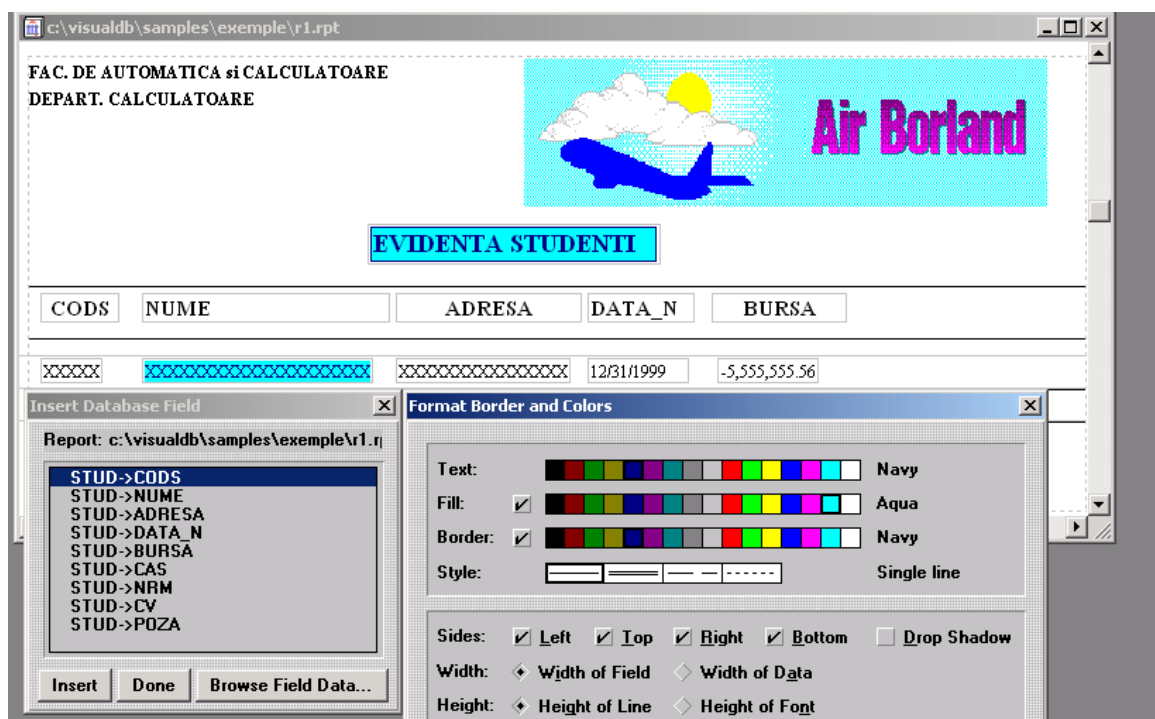 c:\visualdb\samples\exemple\r1.rpt
FAC. DE AUTOMATICA si CALCULATOARE
DEPART. CALCULATOARE
Air Borland
EVIDENTA STUDENTI
CODS NUME ADRESA DATA_N BURSA
XXXXX XXXXXXXXXXXXXXXXXXXX XXXXXXXXXXXXXXX 12/31/1999 -5,555,555.56
Insert Database Field
Report: c:\visualdb\samples\exemple\r1.r
STUD->CODS
STUD->NUME
STUD->ADRESA
STUD->DATA_N
STUD->BURSA
STUD->CAS
STUD->NRM
STUD->CV
STUD->POZA
Insert Done Browse Field Data...
Format Border and Colors
Text: Navy
Fill: Aqua
Border: Navy
Style: Single line
Sides: Left Top Right Bottom Drop Shadow
Width: Width of Field Width of Data
Height: Height of Line Height of Font